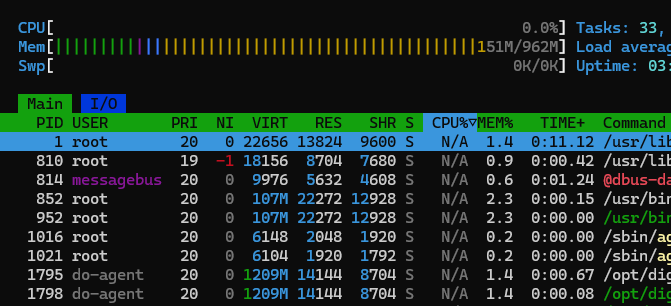 CPU[ 0.0%] Tasks: 33,
Mem[||||||||||||||||||||||||||||||||||||||||||||||||151M/962M] Load averag
Swp[ 0K/0K] Uptime: 03:
Main I/O
PID USER PRI NI VIRT RES SHR S CPU%▽MEM% TIME+ Command
1 root 20 0 22656 13824 9600 S N/A 1.4 0:11.12 /usr/lib
810 root 19 -1 18156 8704 7680 S N/A 0.9 0:00.42 /usr/lib
814 messagebus 20 0 9976 5632 4608 S N/A 0.6 0:01.24 @dbus-da
852 root 20 0 107M 22272 12928 S N/A 2.3 0:00.15 /usr/bin
952 root 20 0 107M 22272 12928 S N/A 2.3 0:00.00 /usr/bin
1016 root 20 0 6148 2048 1920 S N/A 0.2 0:00.00 /sbin/ag
1021 root 20 0 6104 1920 1792 S N/A 0.2 0:00.00 /sbin/ag
1795 do-agent 20 0 1209M 14144 8704 S N/A 1.4 0:00.67 /opt/dig
1798 do-agent 20 0 1209M 14144 8704 S N/A 1.4 0:00.08 /opt/dig